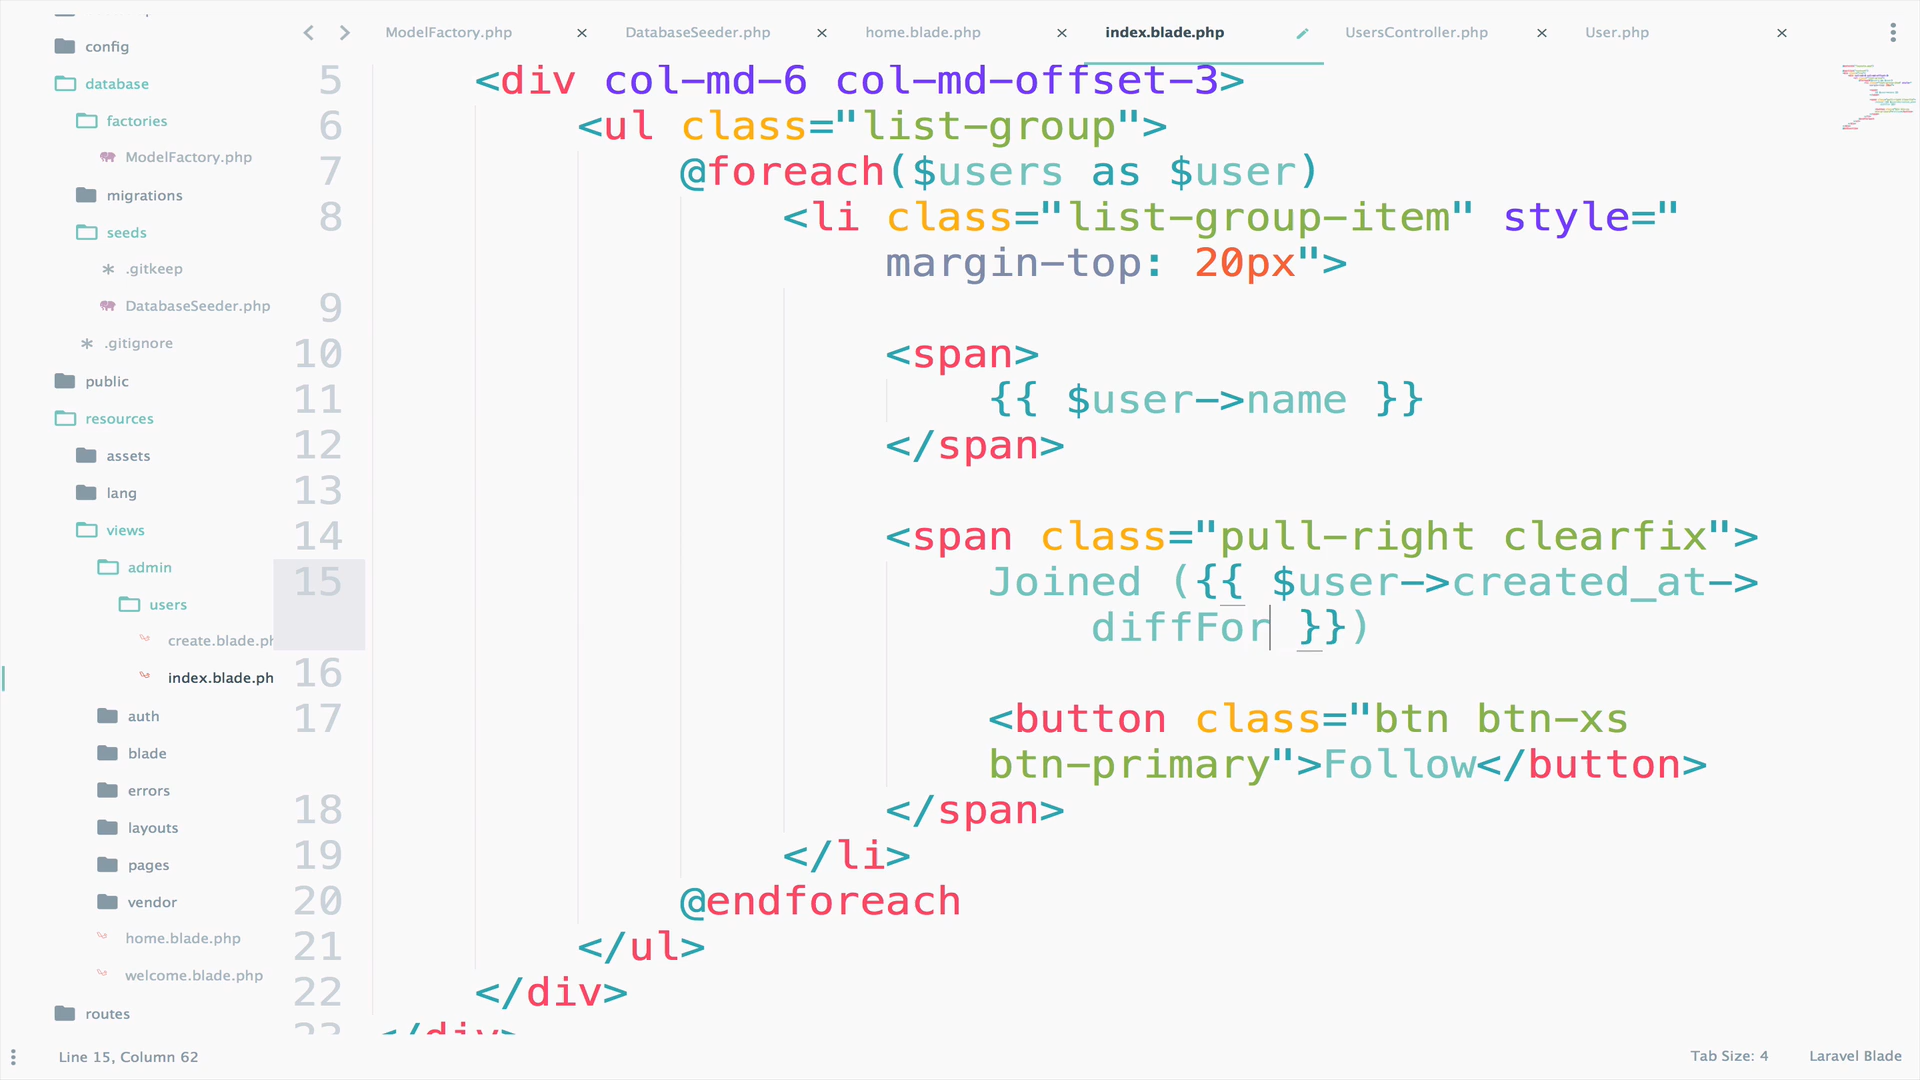 config
database
factories
ModelFactory.php
migrations
seeds
.gitkeep
DatabaseSeeder.php
.gitignore
public
resources
assets
lang
views
admin
users
create.blade.ph
index.blade.ph
auth
blade
errors
layouts
pages
vendor
home.blade.php
welcome.blade.php
routes
ModelFactory.php
DatabaseSeeder.php
home.blade.php
index.blade.php
UsersController.php
User.php
5 <div col-md-6 col-md-offset-3>
6 <ul class="list-group">
7 @foreach($users as $user)
8 <li class="list-group-item" style="
margin-top: 20px">
9
10 <span>
11 {{ $user->name }}
12 </span>
13
14 <span class="pull-right clearfix">
15 Joined ({{ $user->created_at->
diffFor }})
16
17 <button class="btn btn-xs
btn-primary">Follow</button>
18 </span>
19 </li>
20 @endforeach
21 </ul>
22 </div>
23 </div>
Line 15, Column 62
Tab Size: 4
Laravel Blade